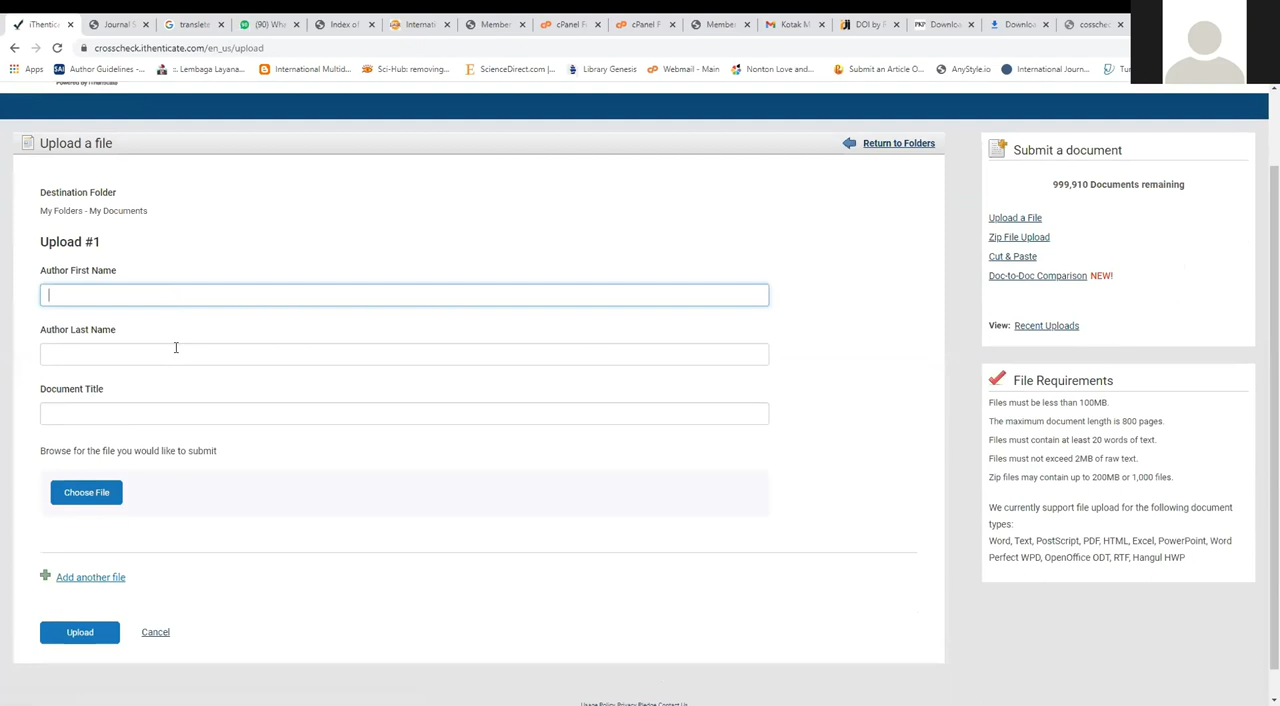 iThentic
Journal S
translete
(90) Wha
Index of
Internati
Member
cPanel F
cPanel F
Member
Kotak M
DOI by R
PKP Downloa
Downloa
cosscheck
crosscheck.ithenticate.com/en_us/upload
Apps
Author Guidelines -...
:: Lembaga Layana...
International Multid...
Sci-Hub: removing...
ScienceDirect.com |...
Library Genesis
Webmail - Main
Nonton Love and...
Submit an Article O...
AnyStyle.io
International Journ...
Tur
Powered by iThenticate
Upload a file
Return to Folders
Destination Folder
My Folders - My Documents
Upload #1
Author First Name
Author Last Name
Document Title
Browse for the file you would like to submit
Choose File
Add another file
Upload
Cancel
Submit a document
999,910 Documents remaining
Upload a File
Zip File Upload
Cut & Paste
Doc-to-Doc Comparison NEW!
View: Recent Uploads
File Requirements
Files must be less than 100MB.
The maximum document length is 800 pages.
Files must contain at least 20 words of text.
Files must not exceed 2MB of raw text.
Zip files may contain up to 200MB or 1,000 files.
We currently support file upload for the following document
types:
Word, Text, PostScript, PDF, HTML, Excel, PowerPoint, Word
Perfect WPD, OpenOffice ODT, RTF, Hangul HWP
Usage Policy Privacy Pledge Contact Us